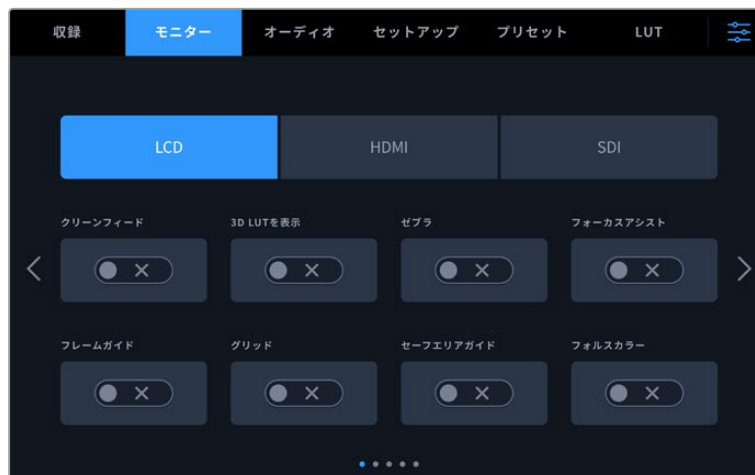 収録 モニター オーディオ セットアップ プリセット LUT
LCD HDMI SDI
クリーンフィード 3D LUTを表示 ゼブラ フォーカスアシスト
フレームガイド グリッド セーフエリアガイド フォルスカラー